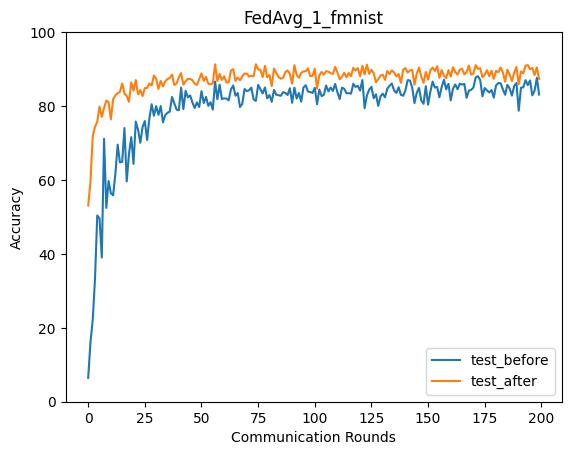 FedAvg_1_fmnist
100
80
60
40
20
0
Accuracy
0 25 50 75 100 125 150 175 200
Communication Rounds
test_before
test_after